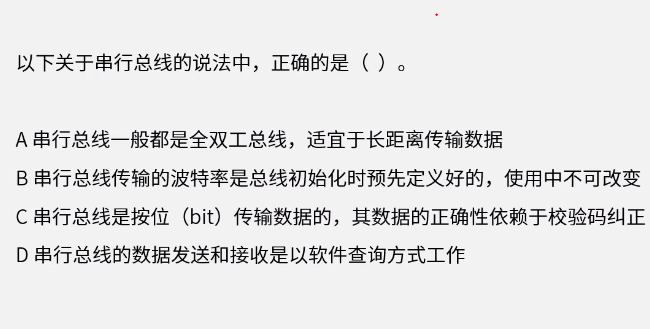 以下关于串行总线的说法中，正确的是（ ）。
A 串行总线一般都是全双工总线，适宜于长距离传输数据
B 串行总线传输的波特率是总线初始化时预先定义好的，使用中不可改变
C 串行总线是按位（bit）传输数据的，其数据的正确性依赖于校验码纠正
D 串行总线的数据发送和接收是以软件查询方式工作